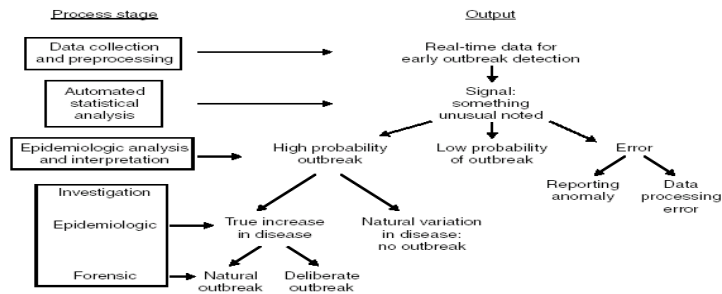 Process stage
Output
Data collection
and preprocessing
Real-time data for
early outbreak detection
Automated
statistical
analysis
Signal:
something
unusual noted
Epidemiologic analysis
and interpretation
High probability
outbreak
Low probability
of outbreak
Error
Reporting
anomaly
Data
processing
error
Investigation
Epidemiologic
True increase
in disease
Natural variation
in disease:
no outbreak
Forensic
Natural
outbreak
Deliberate
outbreak